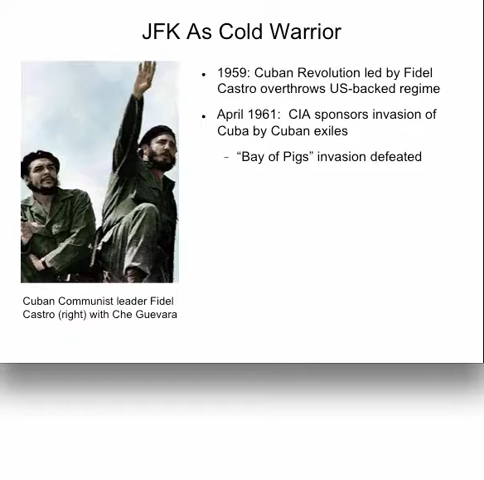 JFK As Cold Warrior
• 1959: Cuban Revolution led by Fidel
Castro overthrows US-backed regime
• April 1961: CIA sponsors invasion of
Cuba by Cuban exiles
– “Bay of Pigs” invasion defeated
Cuban Communist leader Fidel
Castro (right) with Che Guevara